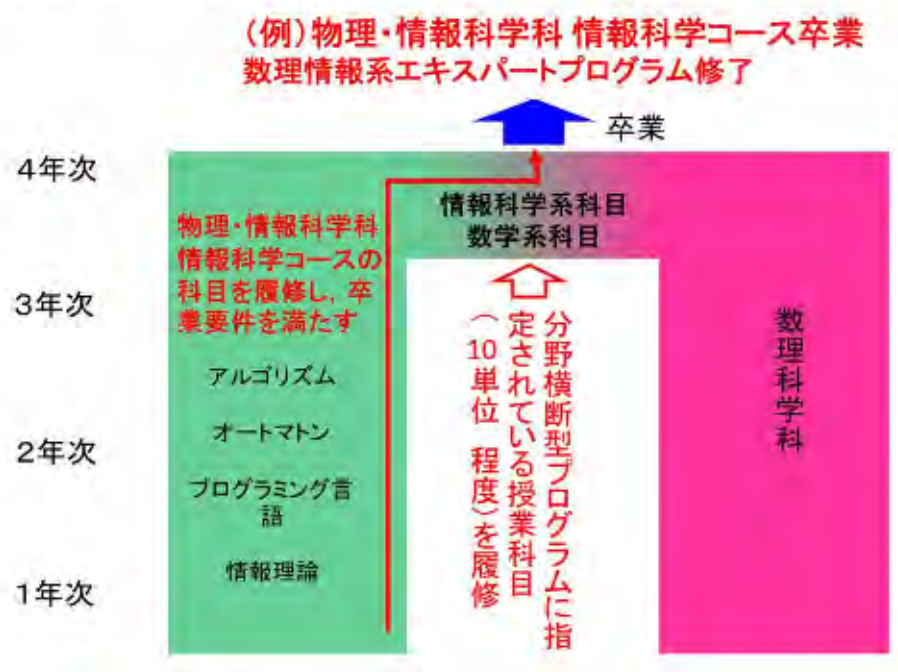 （例）物理・情報科学科 情報科学コース卒業
数理情報系エキスパートプログラム修了
卒業
4年次
情報科学系科目
数学系科目
物理・情報科学科
情報科学コースの
科目を履修し，卒
業要件を満たす
3年次
アルゴリズム
オートマトン
2年次
プログラミング言
語
情報理論
1年次
分野横断型プログラムに指
定されている授業科目
（10単位 程度）を履修
数理科学科